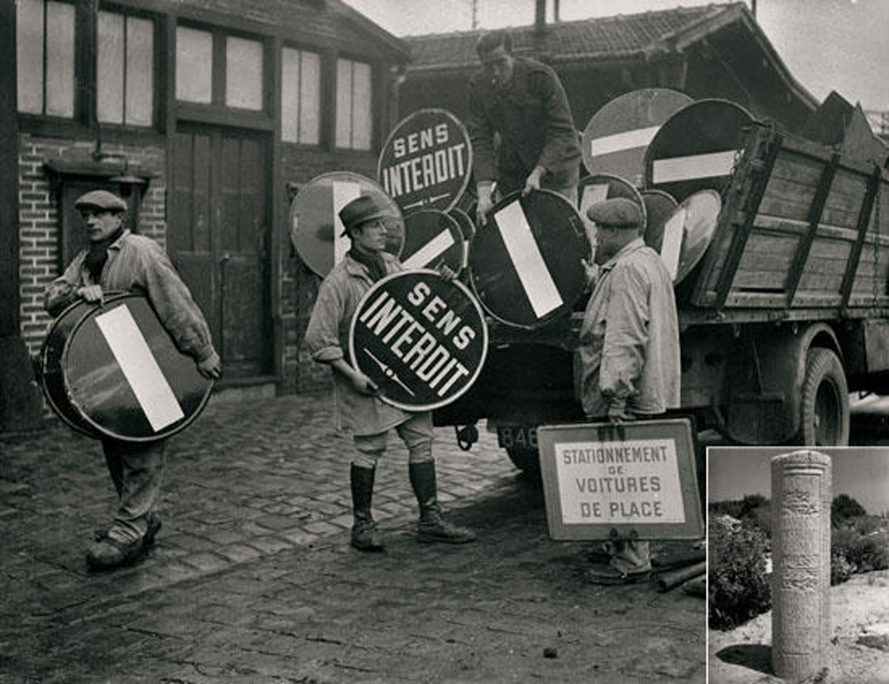 SENS
INTERDIT
SENS
INTERDIT
STATIONNEMENT
DE
VOITURES
DE PLACE